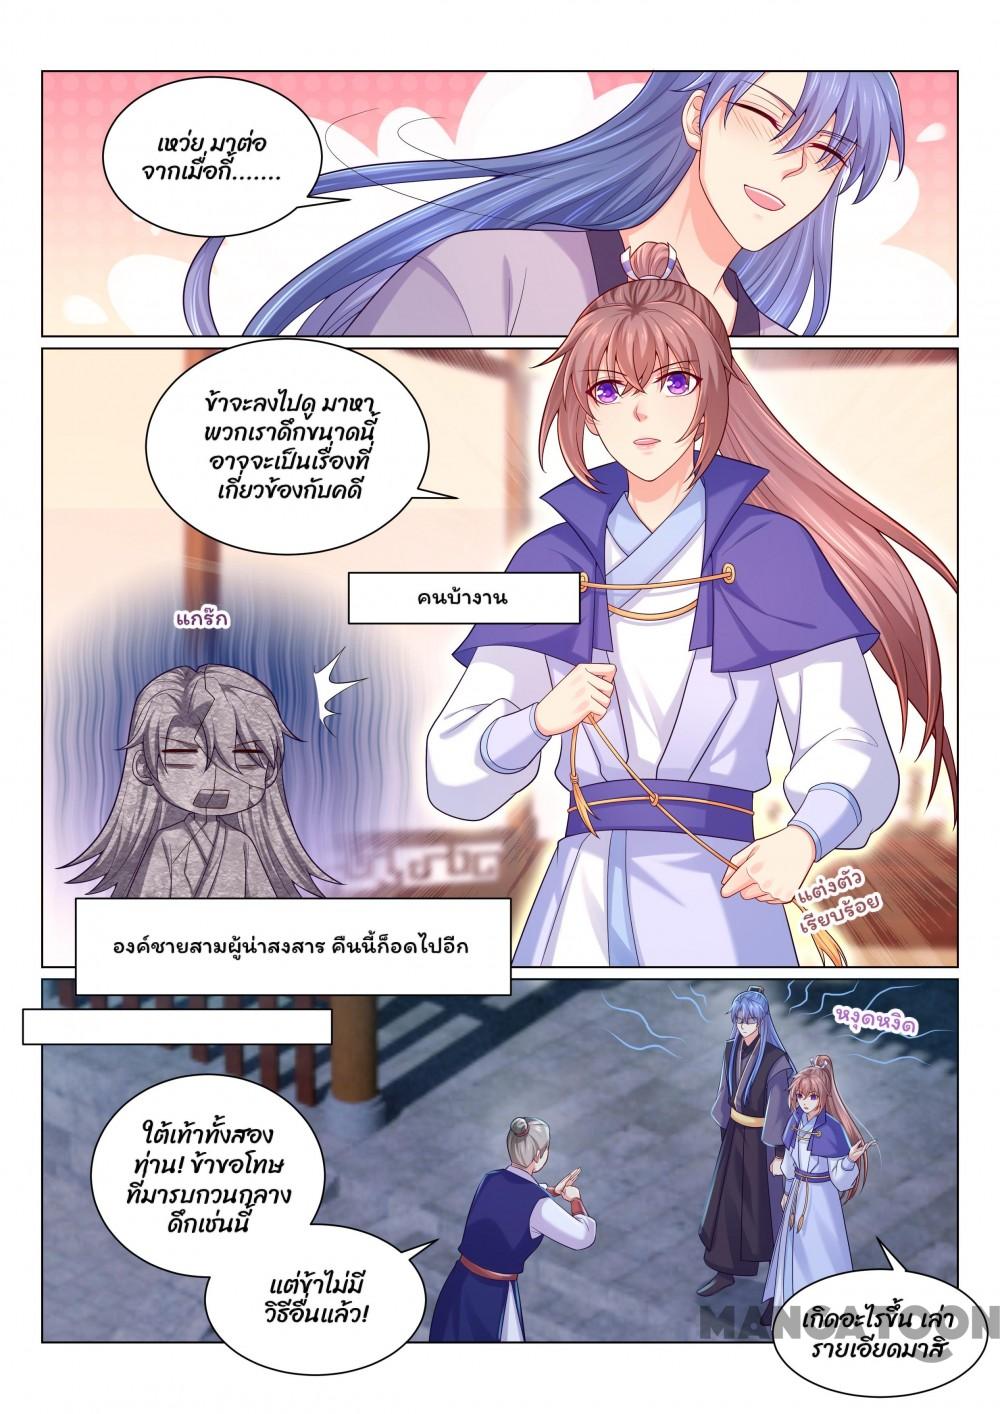 เหว่ย มาต่อ
จากเมื่อกี้.......
ข้าจะลงไปดู มาหา
พวกเราดึกขนาดนี้
อาจจะเป็นเรื่องที่
เกี่ยวข้องกับคดี
คนบ้างาน
แกร๊ก
แต่งตัว
เรียบร้อย
องค์ชายสามผู้น่าสงสาร คืนนี้ก็อดไปอีก
หงุดหงิด
ใต้เท้าทั้งสอง
ท่าน! ข้าขอโทษ
ที่มารบกวนกลาง
ดึกเช่นนี้
แต่ข้าไม่มี
วิธีอื่นแล้ว!
เกิดอะไรขึ้น เล่า
รายเอียดมาสิ
MANGATOON